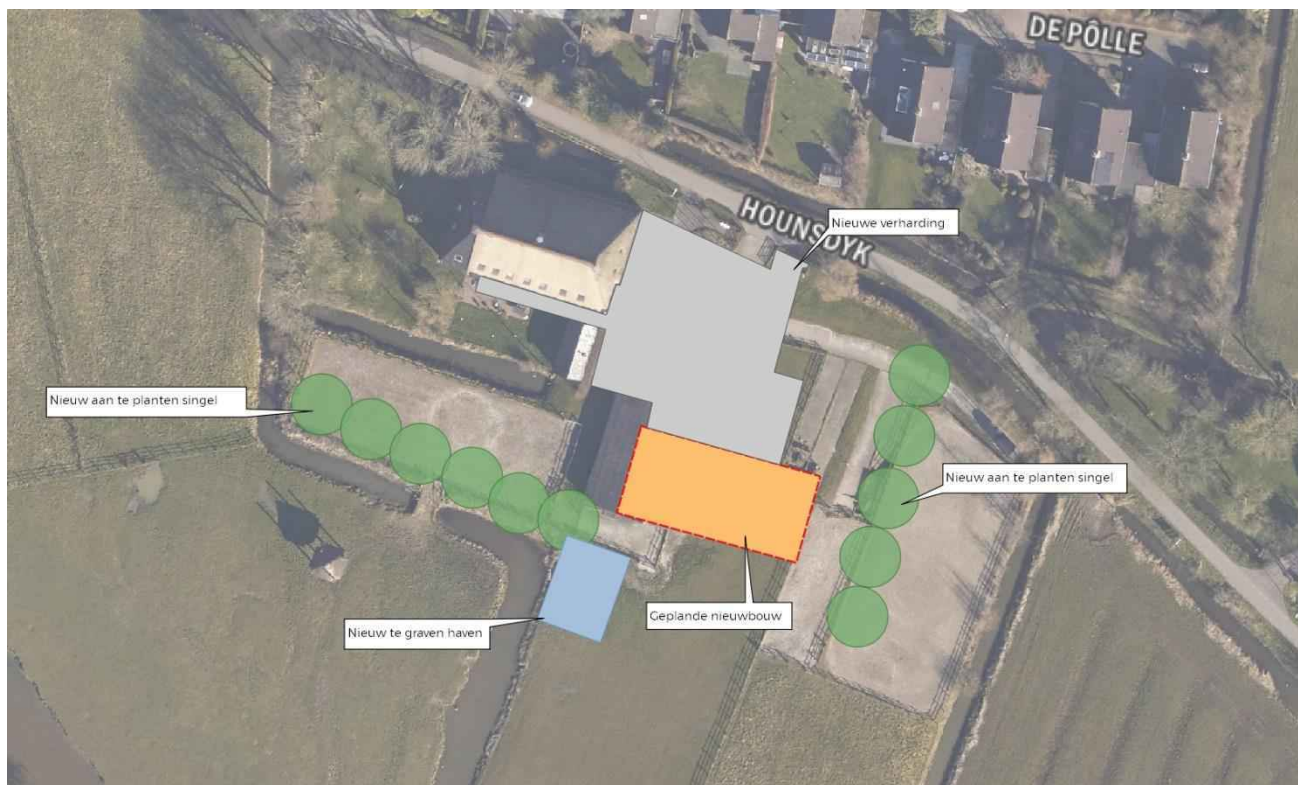 DE PÔLLE
HOUNSDYK
Nieuwe verharding
Nieuw aan te planten singel
Nieuw aan te planten singel
Geplande nieuwbouw
Nieuw te graven haven